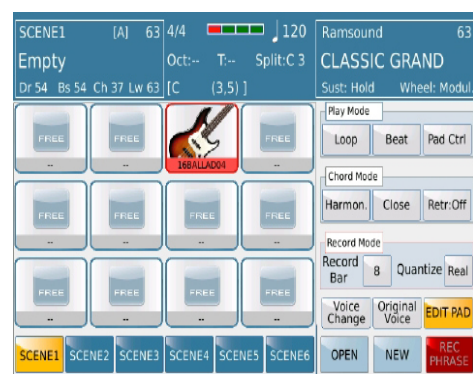 SCENE1 [A] 63 4/4 120 Ramsound 63
Empty Oct:-- T:-- Split:C 3 CLASSIC GRAND
Dr 54 Bs 54 Ch 37 Lw 63 [C (3,5) ] Sust: Hold Wheel: Modul.
Play Mode
FREE FREE FREE Loop Beat Pad Ctrl
-- -- 16BALLAD04 --
Chord Mode
FREE FREE FREE FREE Harmon. Close Retr:Off
-- -- -- --
Record Mode
Record Bar 8 Quantize Real
FREE FREE FREE FREE
-- -- -- --
Voice Change Original Voice EDIT PAD
SCENE1 SCENE2 SCENE3 SCENE4 SCENE5 SCENE6 OPEN NEW REC PHRASE